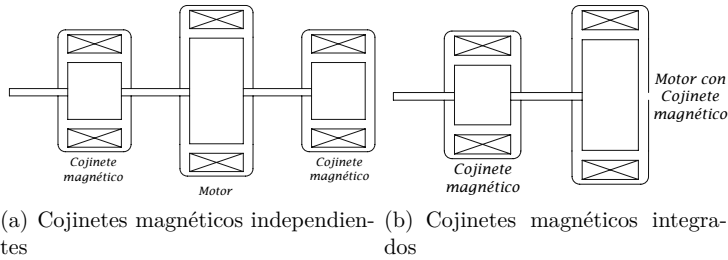 Cojinete
magnético
Motor
Cojinete
magnético
Cojinete
magnético
Motor con
Cojinete
magnético
(a) Cojinetes magnéticos independien-
tes
(b) Cojinetes magnéticos integra-
dos